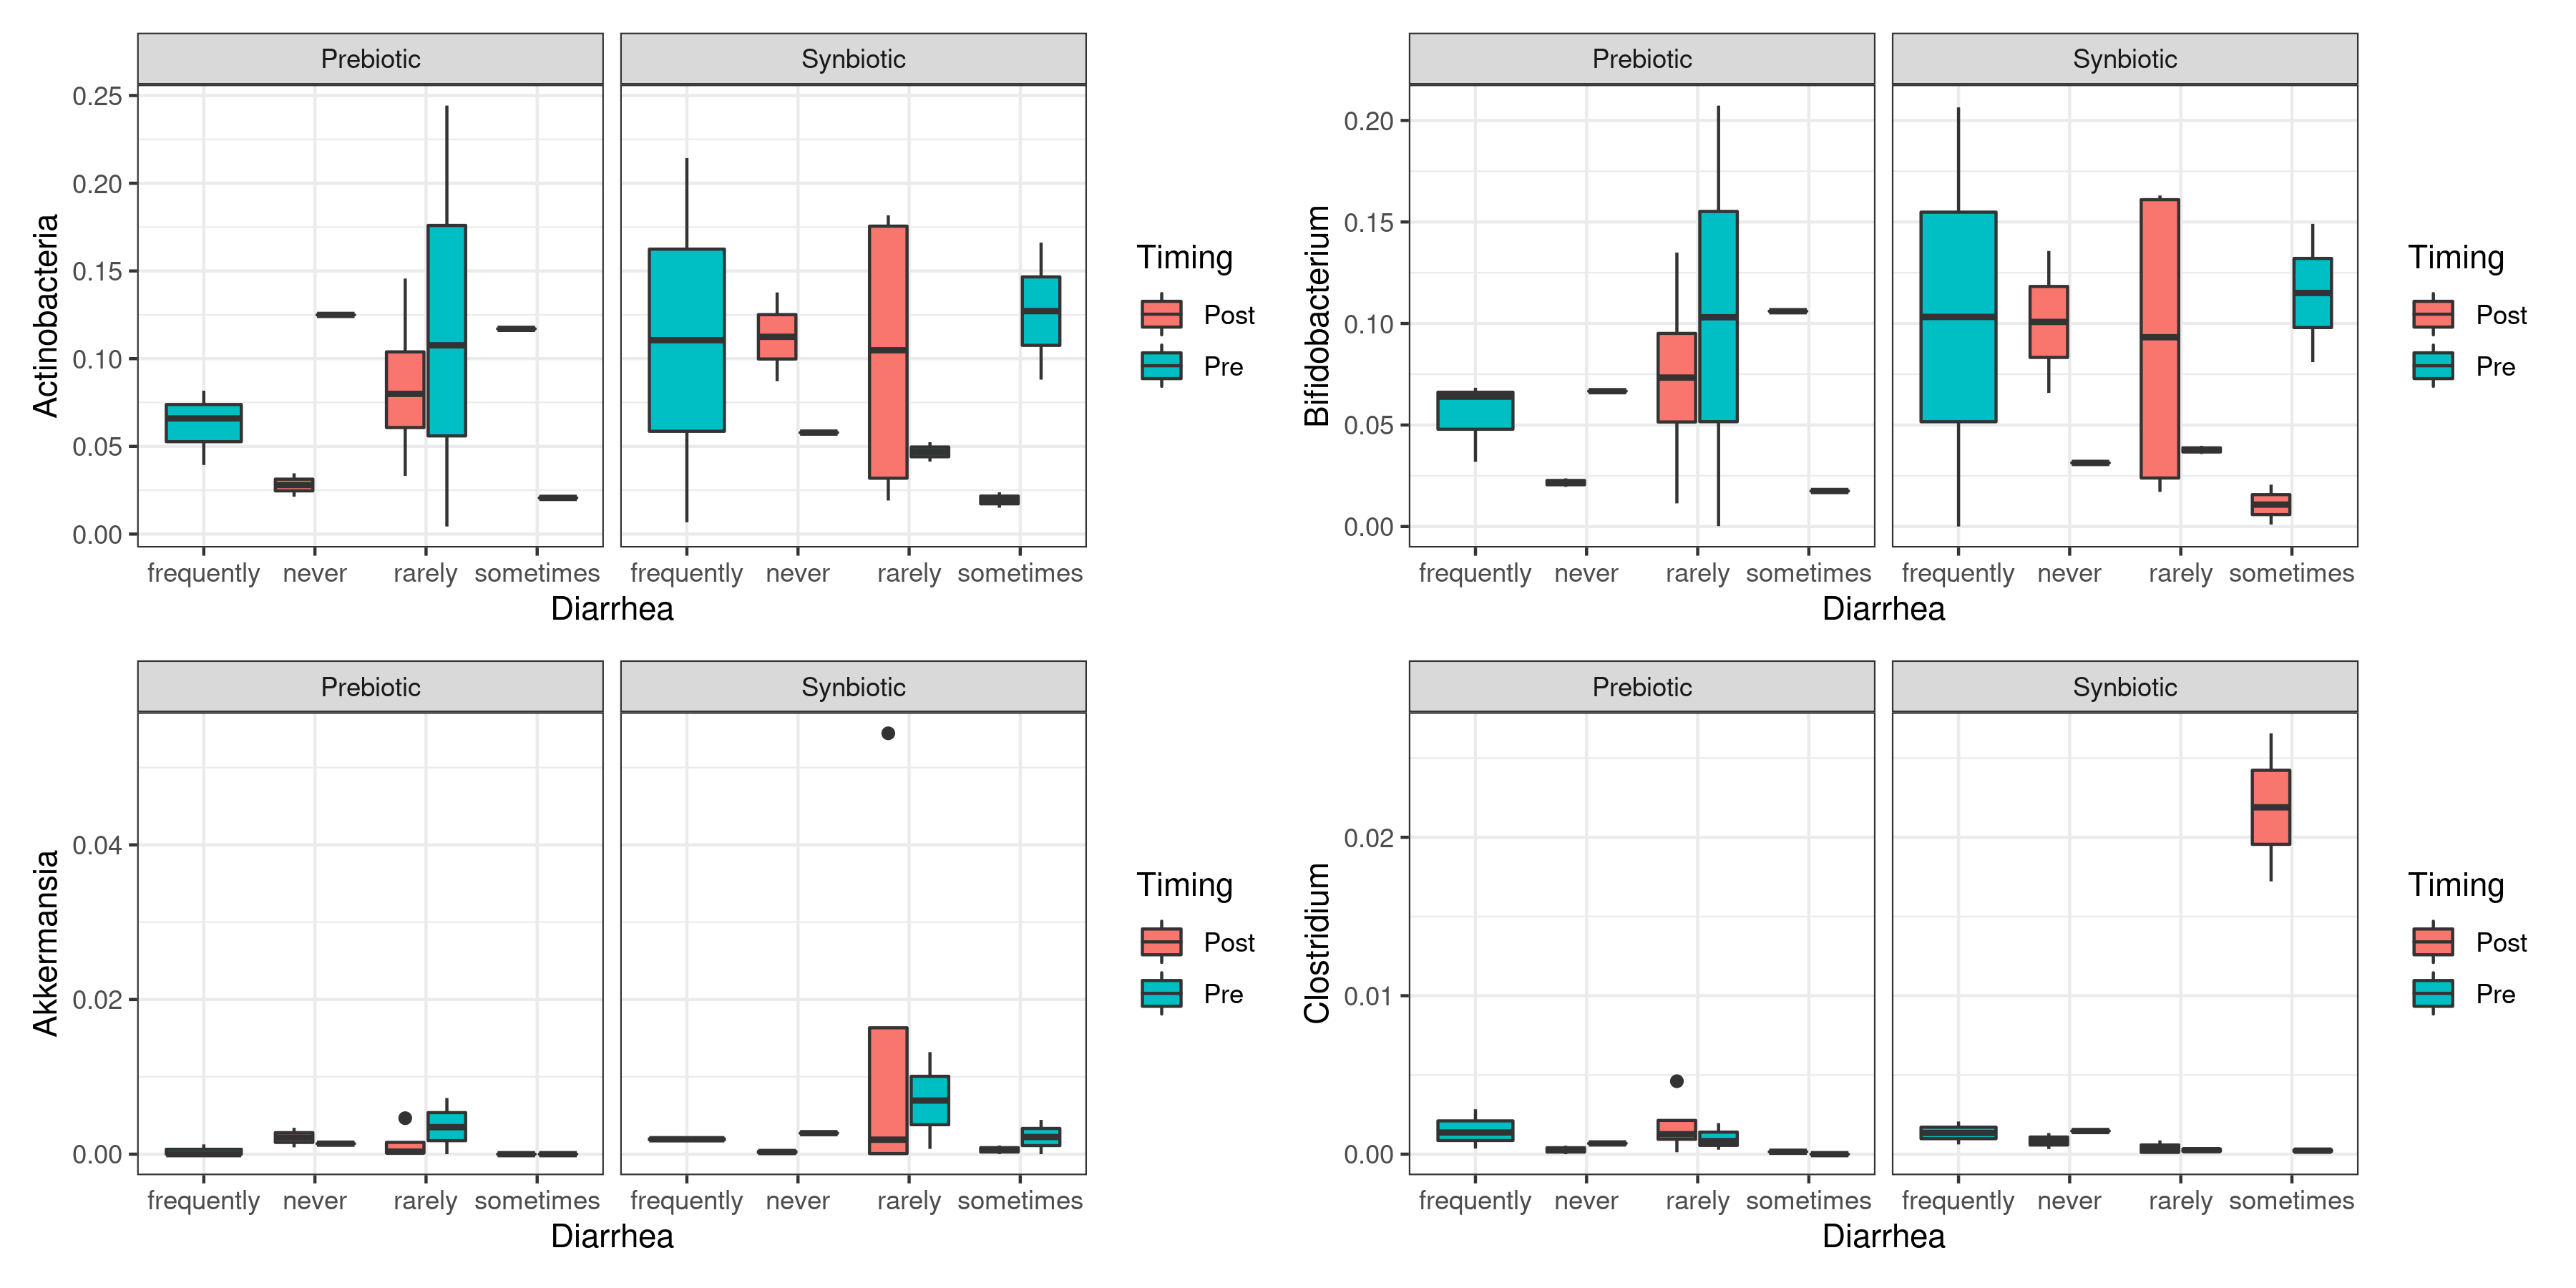 Prebiotic Synbiotic
0.25
0.20
0.15
0.10
0.05
0.00
Actinobacteria
frequently never rarely sometimes frequently never rarely sometimes
Diarrhea
Timing
Post
Pre
Prebiotic Synbiotic
0.20
0.15
0.10
0.05
0.00
Bifidobacterium
frequently never rarely sometimes frequently never rarely sometimes
Diarrhea
Timing
Post
Pre
Prebiotic Synbiotic
0.04
0.02
0.00
Akkermansia
frequently never rarely sometimes frequently never rarely sometimes
Diarrhea
Timing
Post
Pre
Prebiotic Synbiotic
0.02
0.01
0.00
Clostridium
frequently never rarely sometimes frequently never rarely sometimes
Diarrhea
Timing
Post
Pre